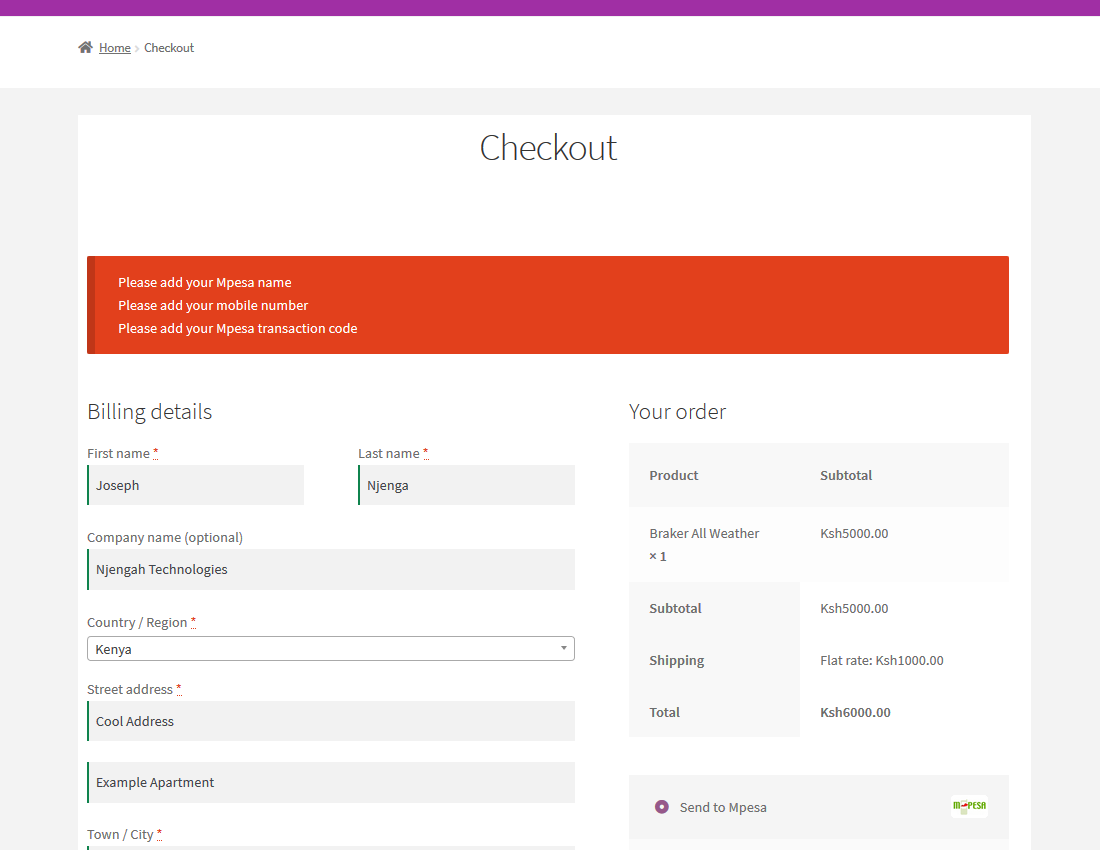 Home › Checkout
Checkout
Please add your Mpesa name
Please add your mobile number
Please add your Mpesa transaction code
Billing details
First name *
Last name *
Joseph
Njenga
Company name (optional)
Njengah Technologies
Country / Region *
Kenya
Street address *
Cool Address
Example Apartment
Town / City *
Your order
Product Subtotal
Braker All Weather Ksh5000.00
× 1
Subtotal Ksh5000.00
Shipping Flat rate: Ksh1000.00
Total Ksh6000.00
Send to Mpesa M-PESA